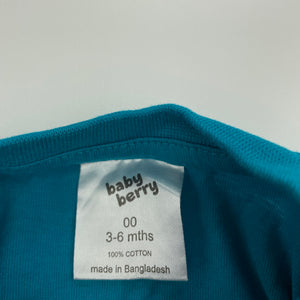 baby
berry
00
3-6 mths
100% COTTON
made in Bangladesh